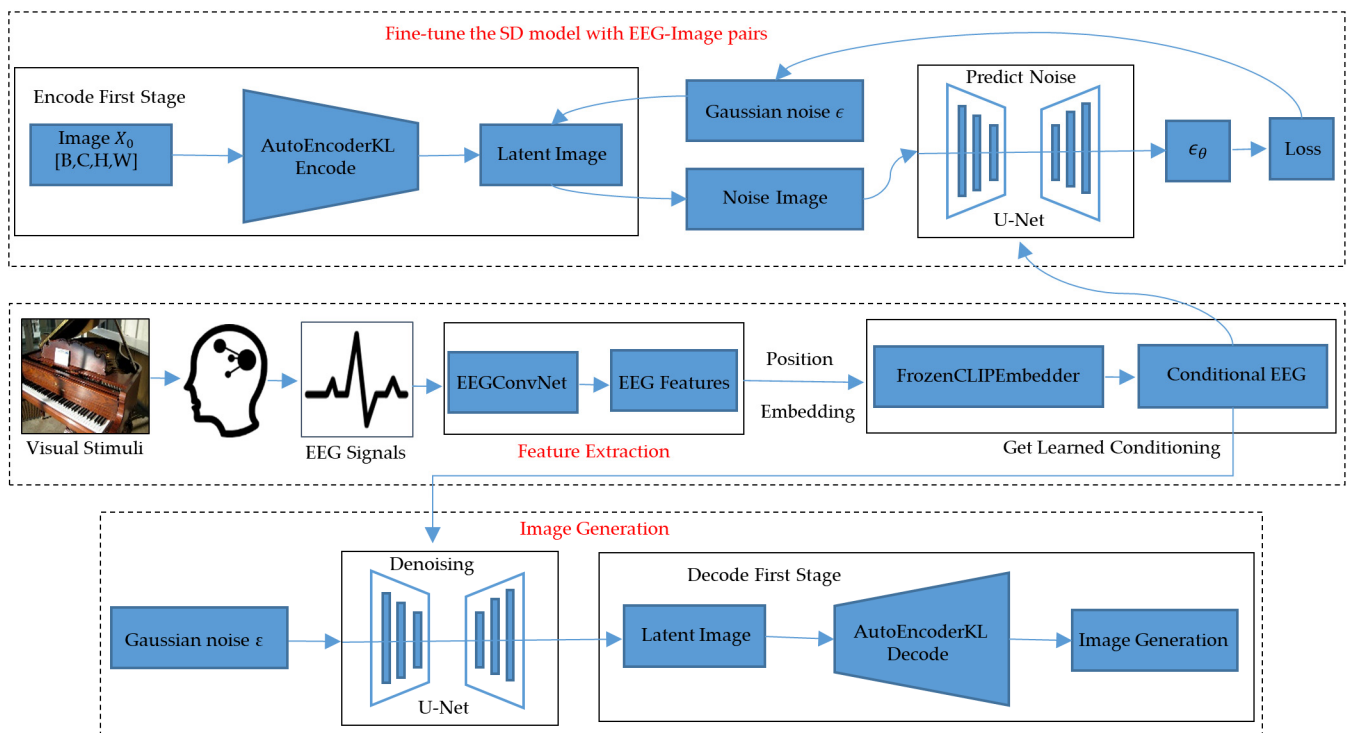 Fine-tune the SD model with EEG-Image pairs
Encode First Stage
Image X₀
[B,C,H,W]
AutoEncoderKL
Encode
Latent Image
Gaussian noise ϵ
Noise Image
Predict Noise
U-Net
ϵ_θ
Loss
Visual Stimuli
EEG Signals
EEGConvNet
EEG Features
Feature Extraction
Position
Embedding
FrozenCLIPEmbedder
Conditional EEG
Get Learned Conditioning
Image Generation
Gaussian noise ε
Denoising
U-Net
Decode First Stage
Latent Image
AutoEncoderKL
Decode
Image Generation